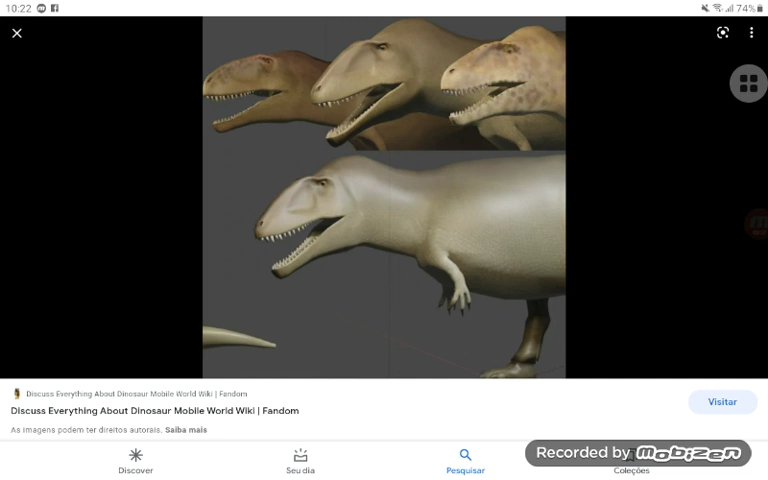 10:22
74%
Discuss Everything About Dinosaur Mobile World Wiki | Fandom
Discuss Everything About Dinosaur Mobile World Wiki | Fandom
Visitar
As imagens podem ter direitos autorais. Saiba mais
Recorded by mobizen
Discover
Seu dia
Pesquisar
Coleções